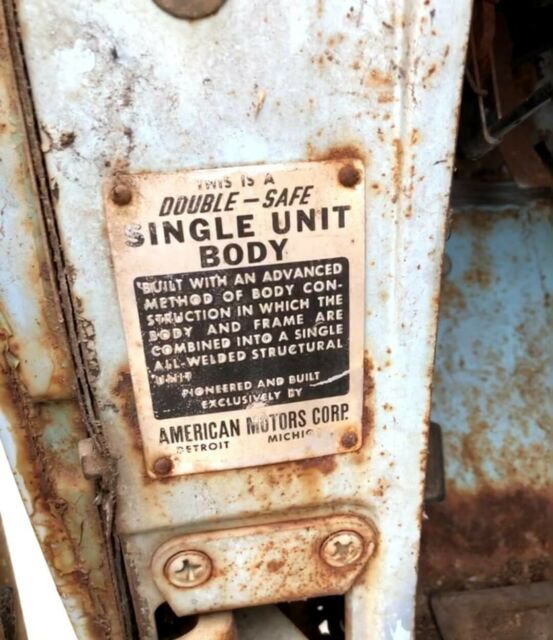 THIS IS A
DOUBLE-SAFE
SINGLE UNIT
BODY
BUILT WITH AN ADVANCED
METHOD OF BODY CON-
STRUCTION IN WHICH THE
BODY AND FRAME ARE
COMBINED INTO A SINGLE
ALL-WELDED STRUCTURAL
UNIT
PIONEERED AND BUILT
EXCLUSIVELY BY
AMERICAN MOTORS CORP.
DETROIT MICHIG